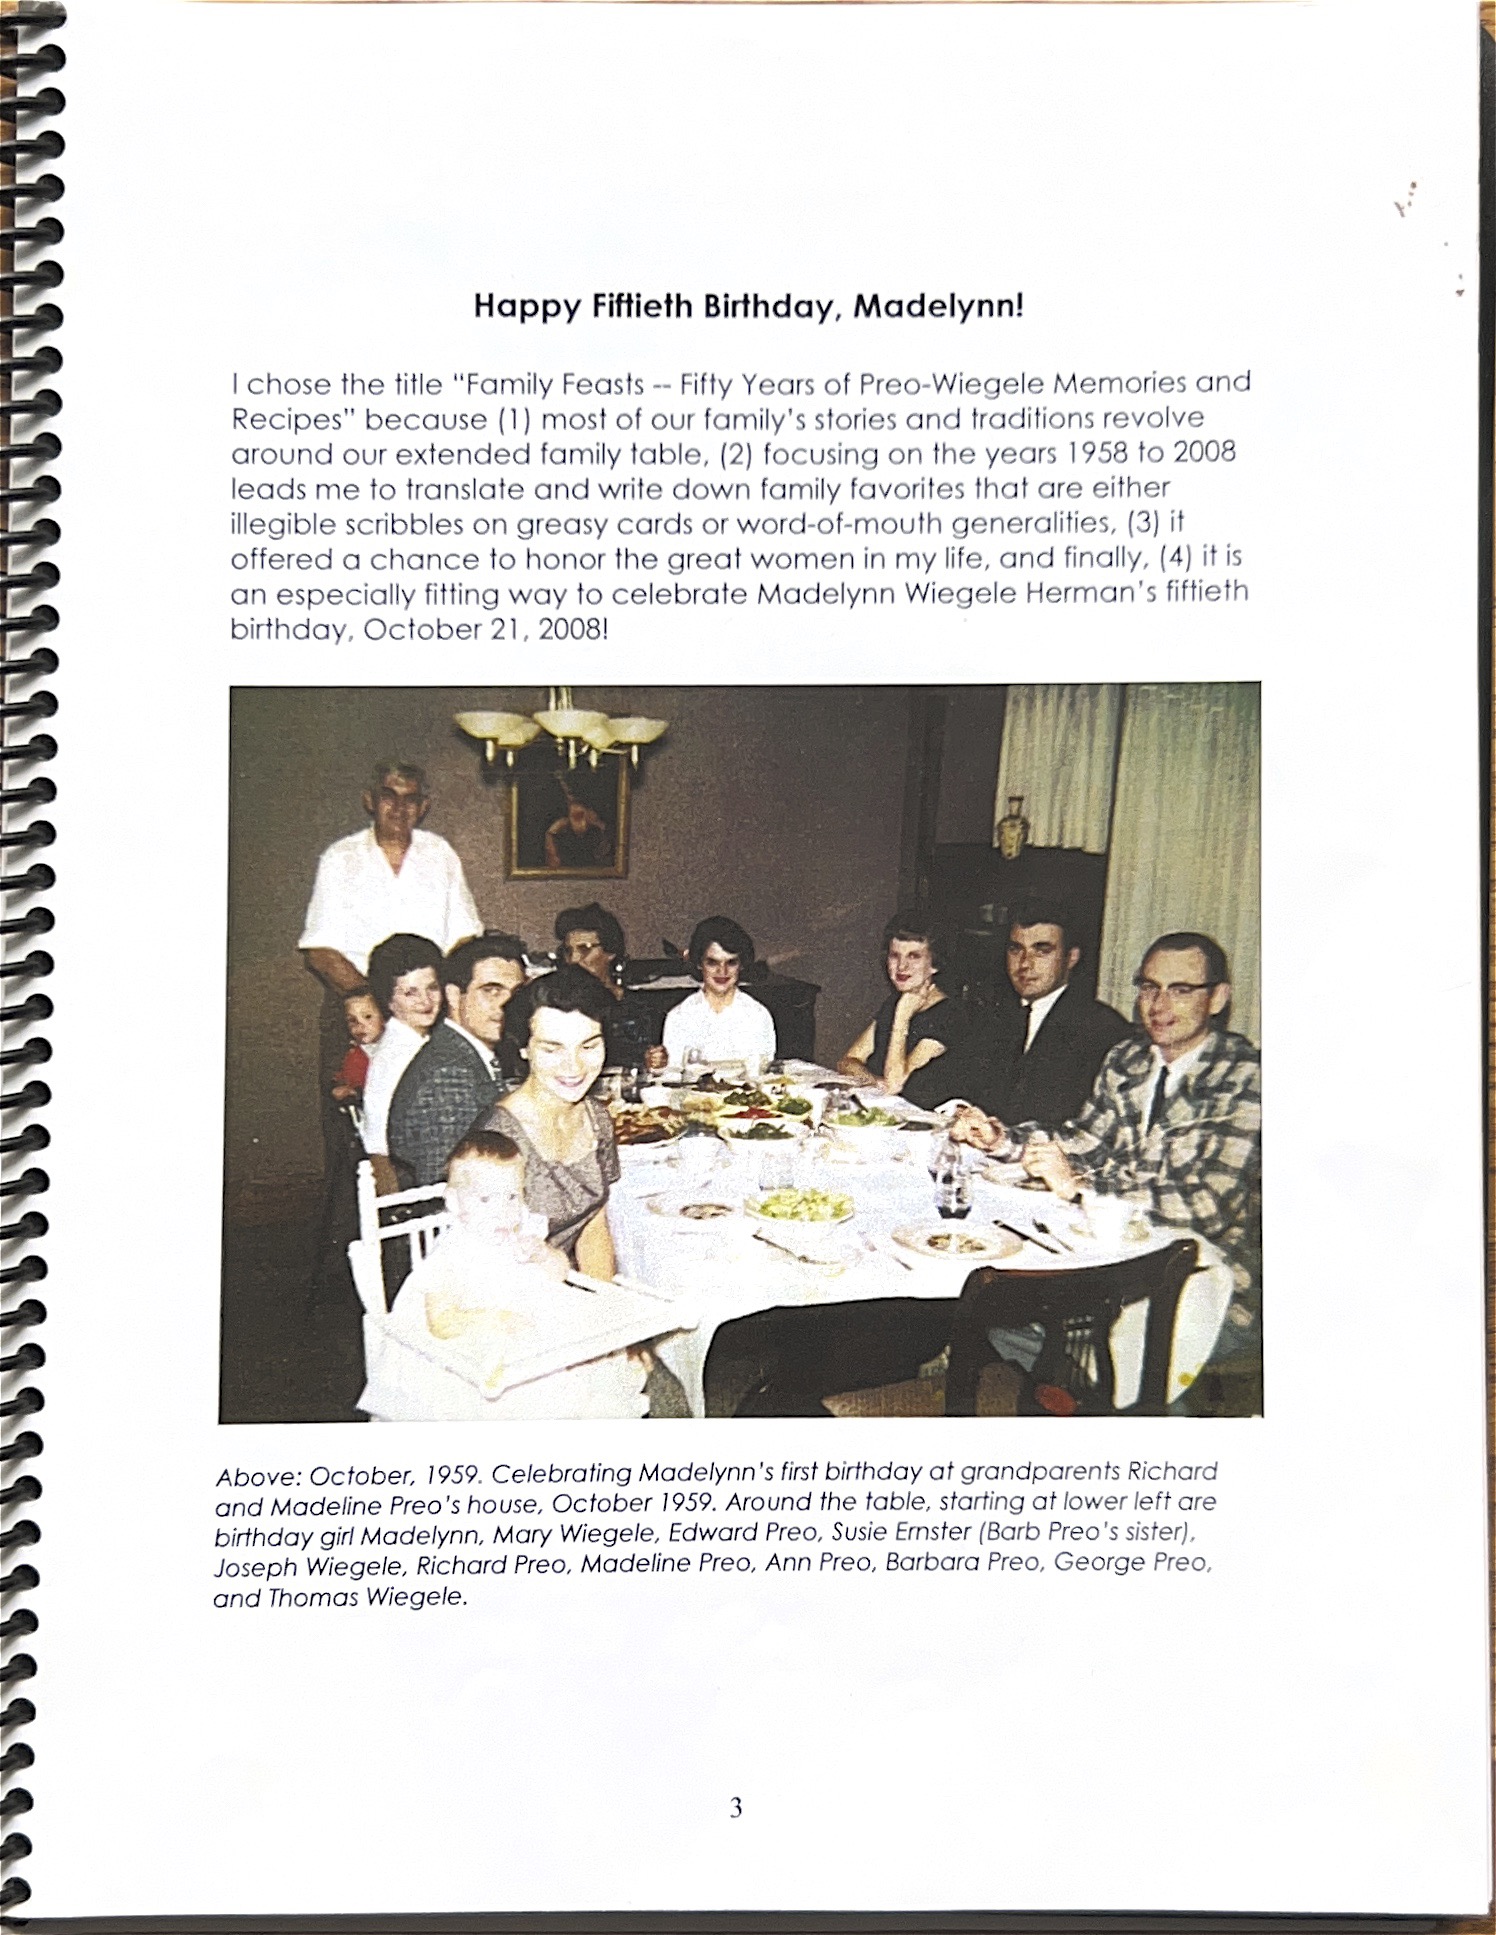 Happy Fiftieth Birthday, Madelynn!
I chose the title "Family Feasts -- Fifty Years of Preo-Wiegele Memories and
Recipes" because (1) most of our family's stories and traditions revolve
around our extended family table, (2) focusing on the years 1958 to 2008
leads me to translate and write down family favorites that are either
illegible scribbles on greasy cards or word-of-mouth generalities, (3) it
offered a chance to honor the great women in my life, and finally, (4) it is
an especially fitting way to celebrate Madelynn Wiegele Herman's fiftieth
birthday, October 21, 2008!
Above: October, 1959. Celebrating Madelynn's first birthday at grandparents Richard
and Madeline Preo's house, October 1959. Around the table, starting at lower left are
birthday girl Madelynn, Mary Wiegele, Edward Preo, Susie Ernster (Barb Preo's sister),
Joseph Wiegele, Richard Preo, Madeline Preo, Ann Preo, Barbara Preo, George Preo,
and Thomas Wiegele.
3